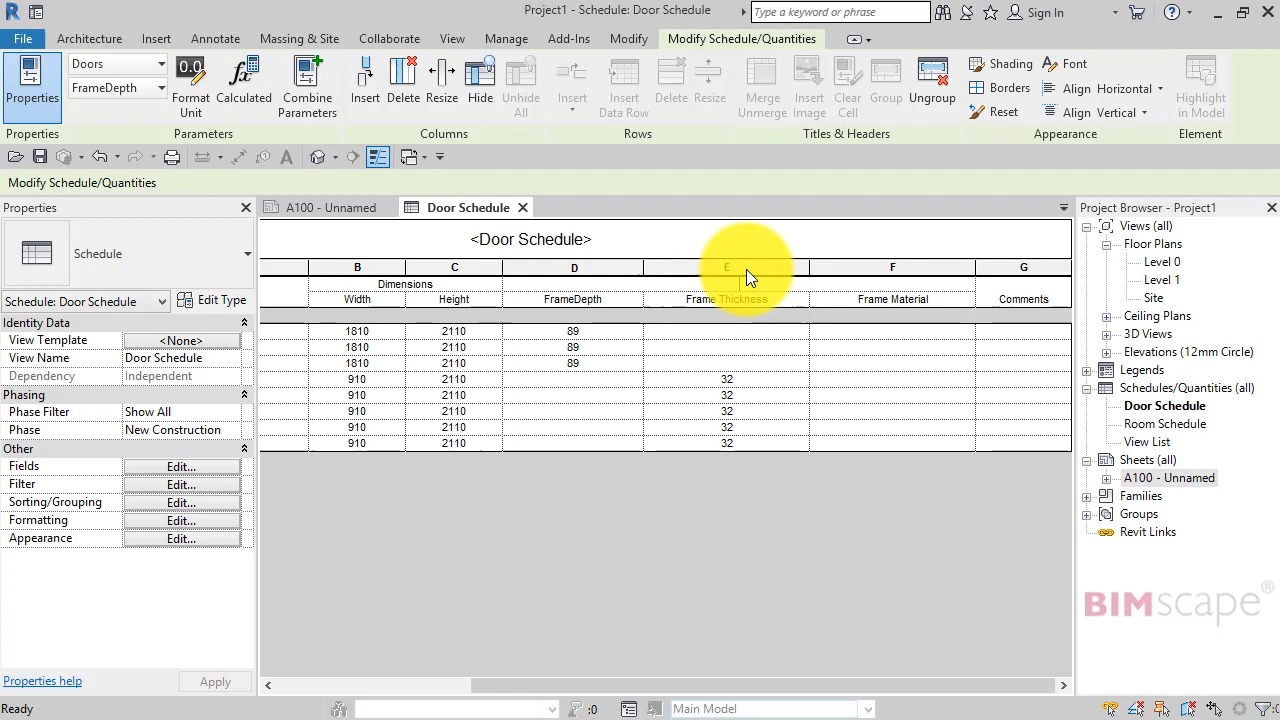 Project1 - Schedule: Door Schedule
Type a keyword or phrase
Sign In
File Architecture Insert Annotate Massing & Site Collaborate View Manage Add-Ins Modify Modify Schedule/Quantities
Properties
Properties
Doors
FrameDepth
0.0
Format Unit
Calculated
Combine Parameters
Parameters
Insert Delete Resize Hide Unhide All
Columns
Insert Insert Data Row Delete Resize
Rows
Merge Unmerge Insert Image Clear Cell Group Ungroup
Titles & Headers
Shading Font
Borders Align Horizontal
Reset Align Vertical
Appearance
Highlight in Model
Element
Modify Schedule/Quantities
Properties
Schedule
Schedule: Door Schedule Edit Type
Identity Data
View Template <None>
View Name Door Schedule
Dependency Independent
Phasing
Phase Filter Show All
Phase New Construction
Other
Fields Edit...
Filter Edit...
Sorting/Grouping Edit...
Formatting Edit...
Appearance Edit...
Properties help Apply
A100 - Unnamed Door Schedule
<Door Schedule>
B C D E F G
Dimensions
Width Height FrameDepth Frame Thickness Frame Material Comments
1810 2110 89
1810 2110 89
1810 2110 89
910 2110 32
910 2110 32
910 2110 32
910 2110 32
910 2110 32
Project Browser - Project1
Views (all)
Floor Plans
Level 0
Level 1
Site
Ceiling Plans
3D Views
Elevations (12mm Circle)
Legends
Schedules/Quantities (all)
Door Schedule
Room Schedule
View List
Sheets (all)
A100 - Unnamed
Families
Groups
Revit Links
BIMscape®
Ready
:0
Main Model
:0